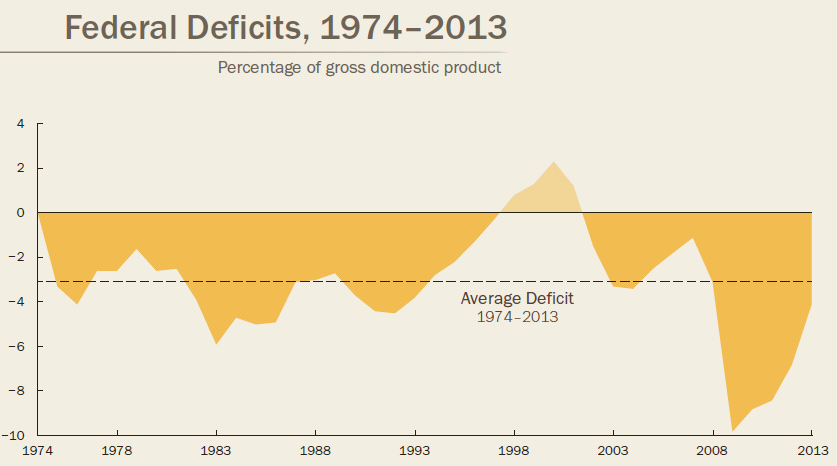 Federal Deficits, 1974–2013
Percentage of gross domestic product
4
2
0
−2
−4
−6
−8
−10
Average Deficit
1974–2013
1974 1978 1983 1988 1993 1998 2003 2008 2013